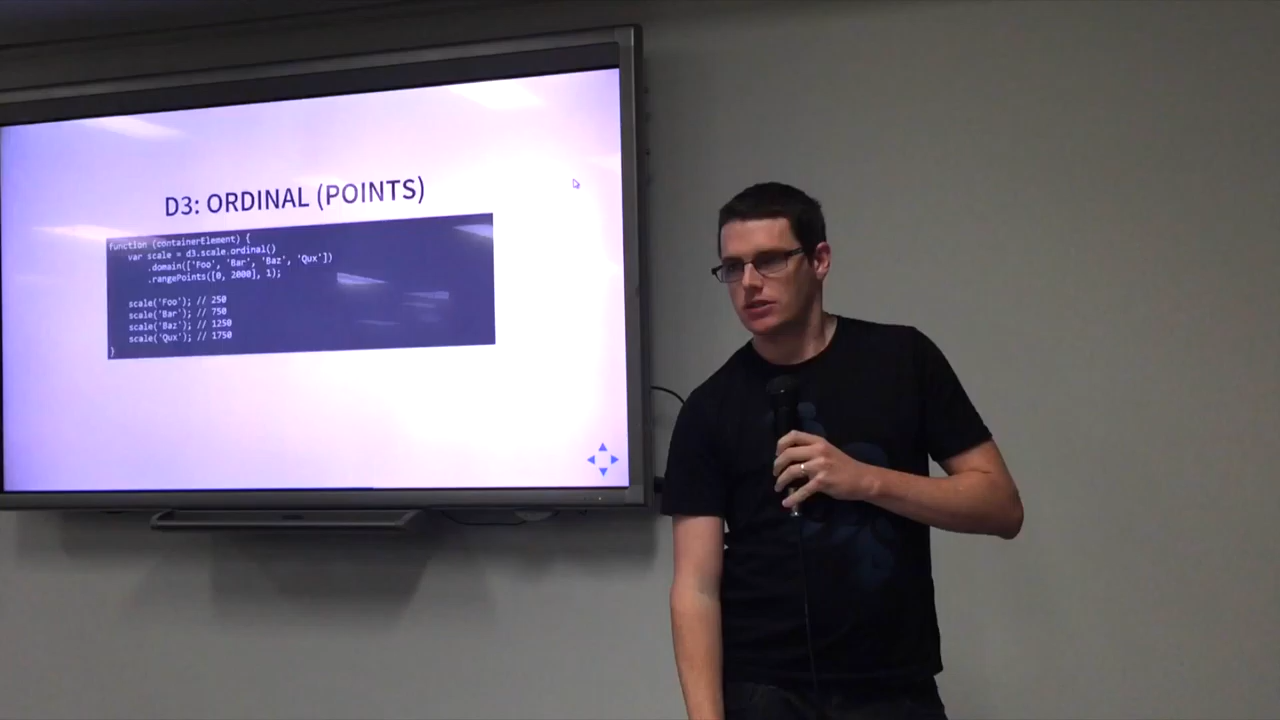 D3: ORDINAL (POINTS)
function (containerElement) {
var scale = d3.scale.ordinal()
.domain(['Foo', 'Bar', 'Baz', 'Qux'])
.rangePoints([0, 2000], 1);
scale('Foo'); // 250
scale('Bar'); // 750
scale('Baz'); // 1250
scale('Qux'); // 1750
}